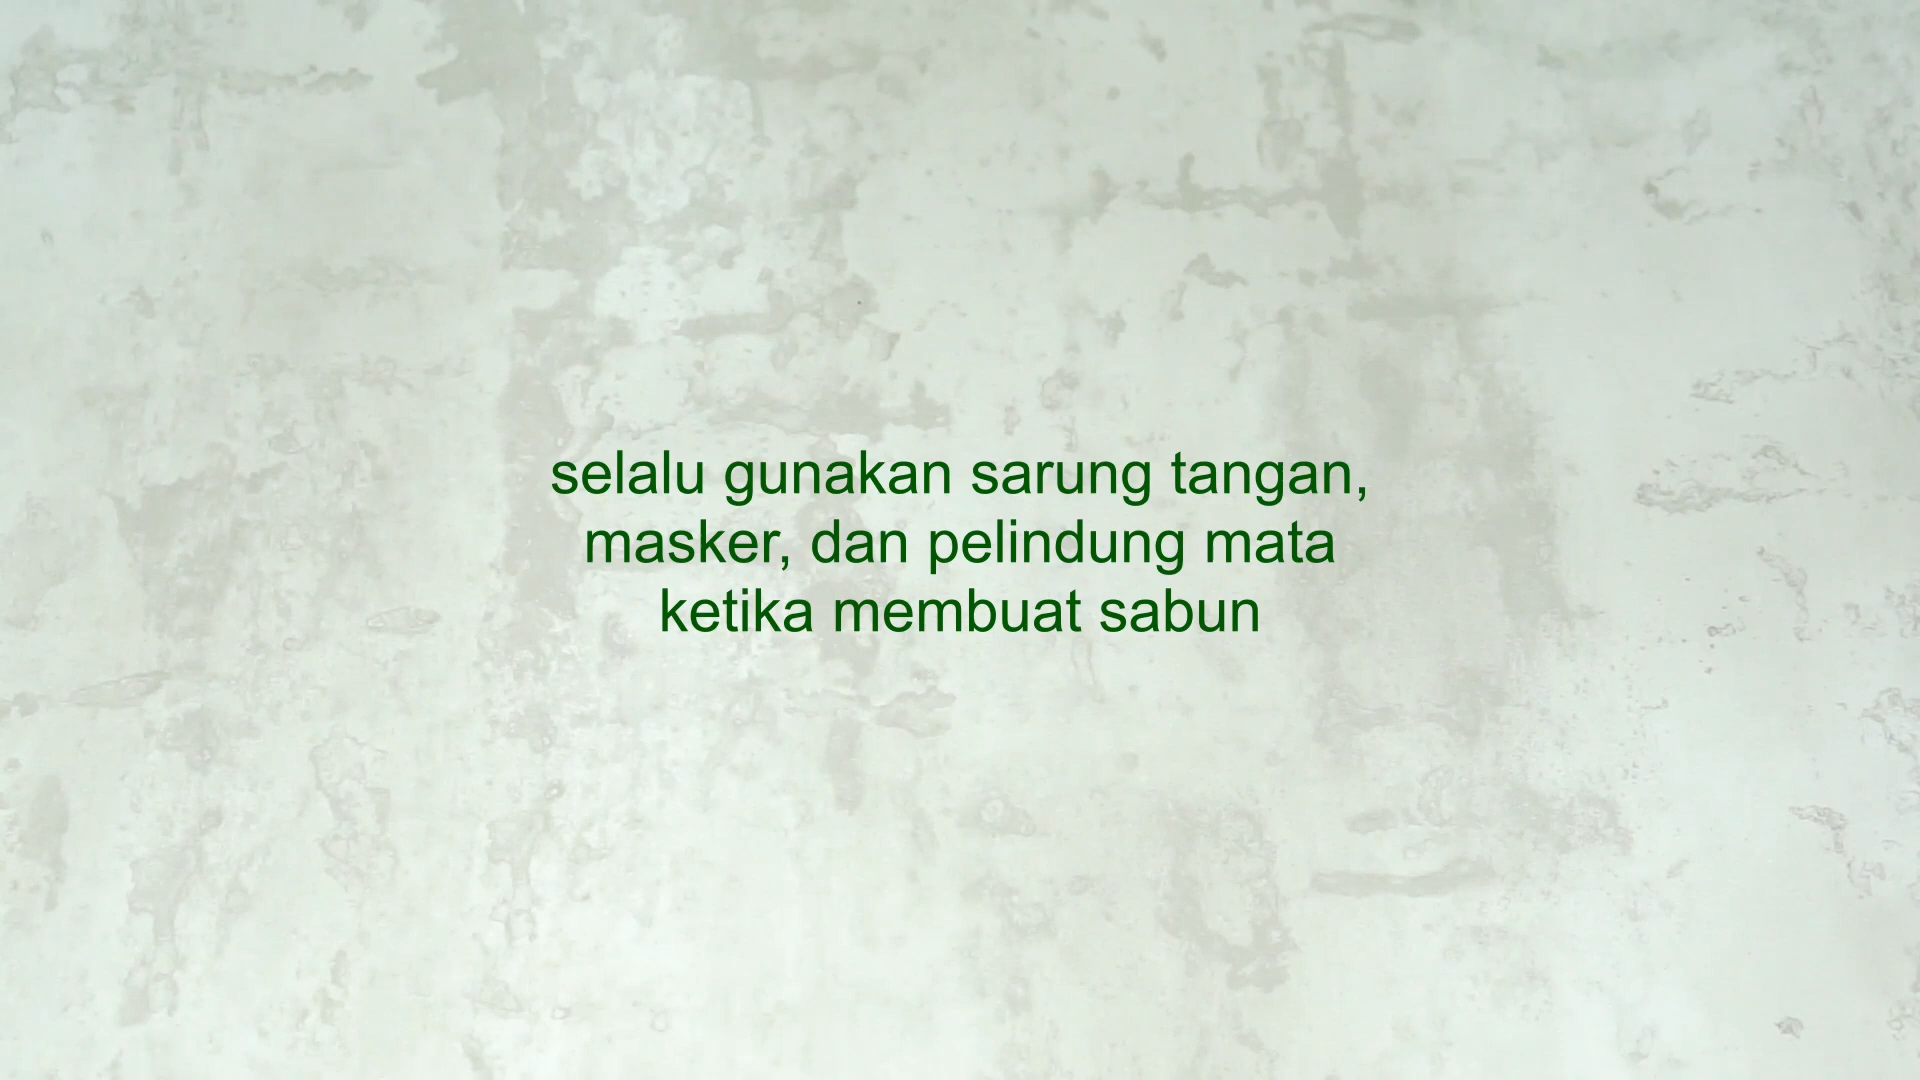 selalu gunakan sarung tangan,
masker, dan pelindung mata
ketika membuat sabun